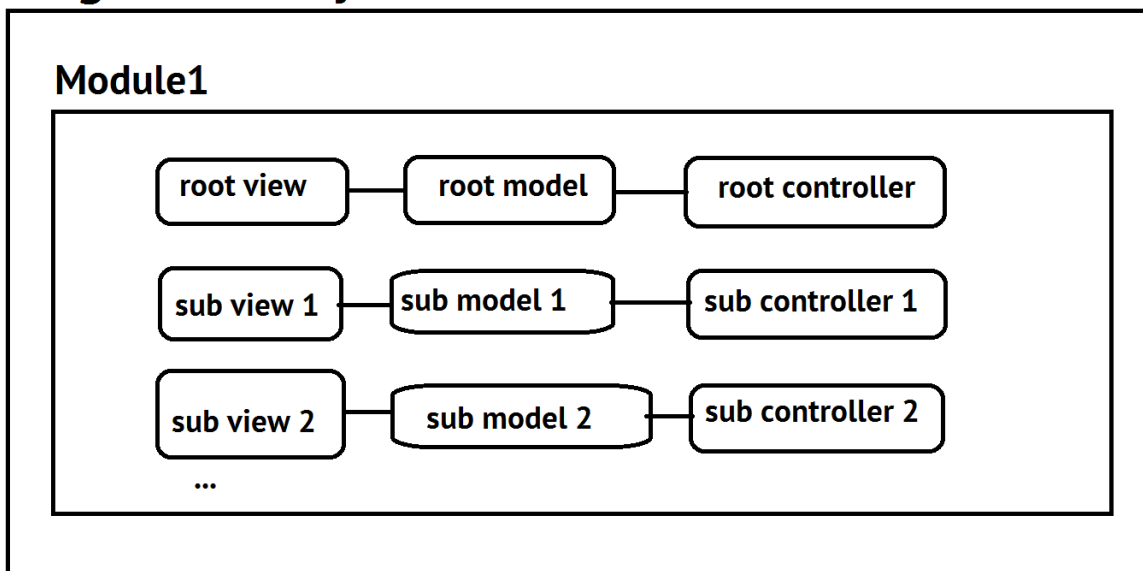 Module1
root view root model root controller
sub view 1 sub model 1 sub controller 1
sub view 2 sub model 2 sub controller 2
...